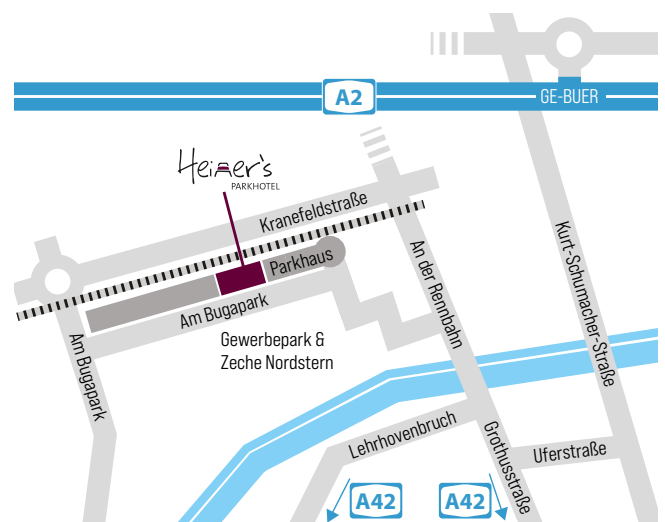 A2
GE-BUER
Heiner's
PARKHOTEL
Kranefeldstraße
Parkhaus
Am Bugapark
An der Rennbahn
Kurt-Schumacher-Straße
Gewerbepark &
Zeche Nordstern
Am Bugapark
Lehrhovenbruch
Grothusstraße
Uferstraße
A42
A42